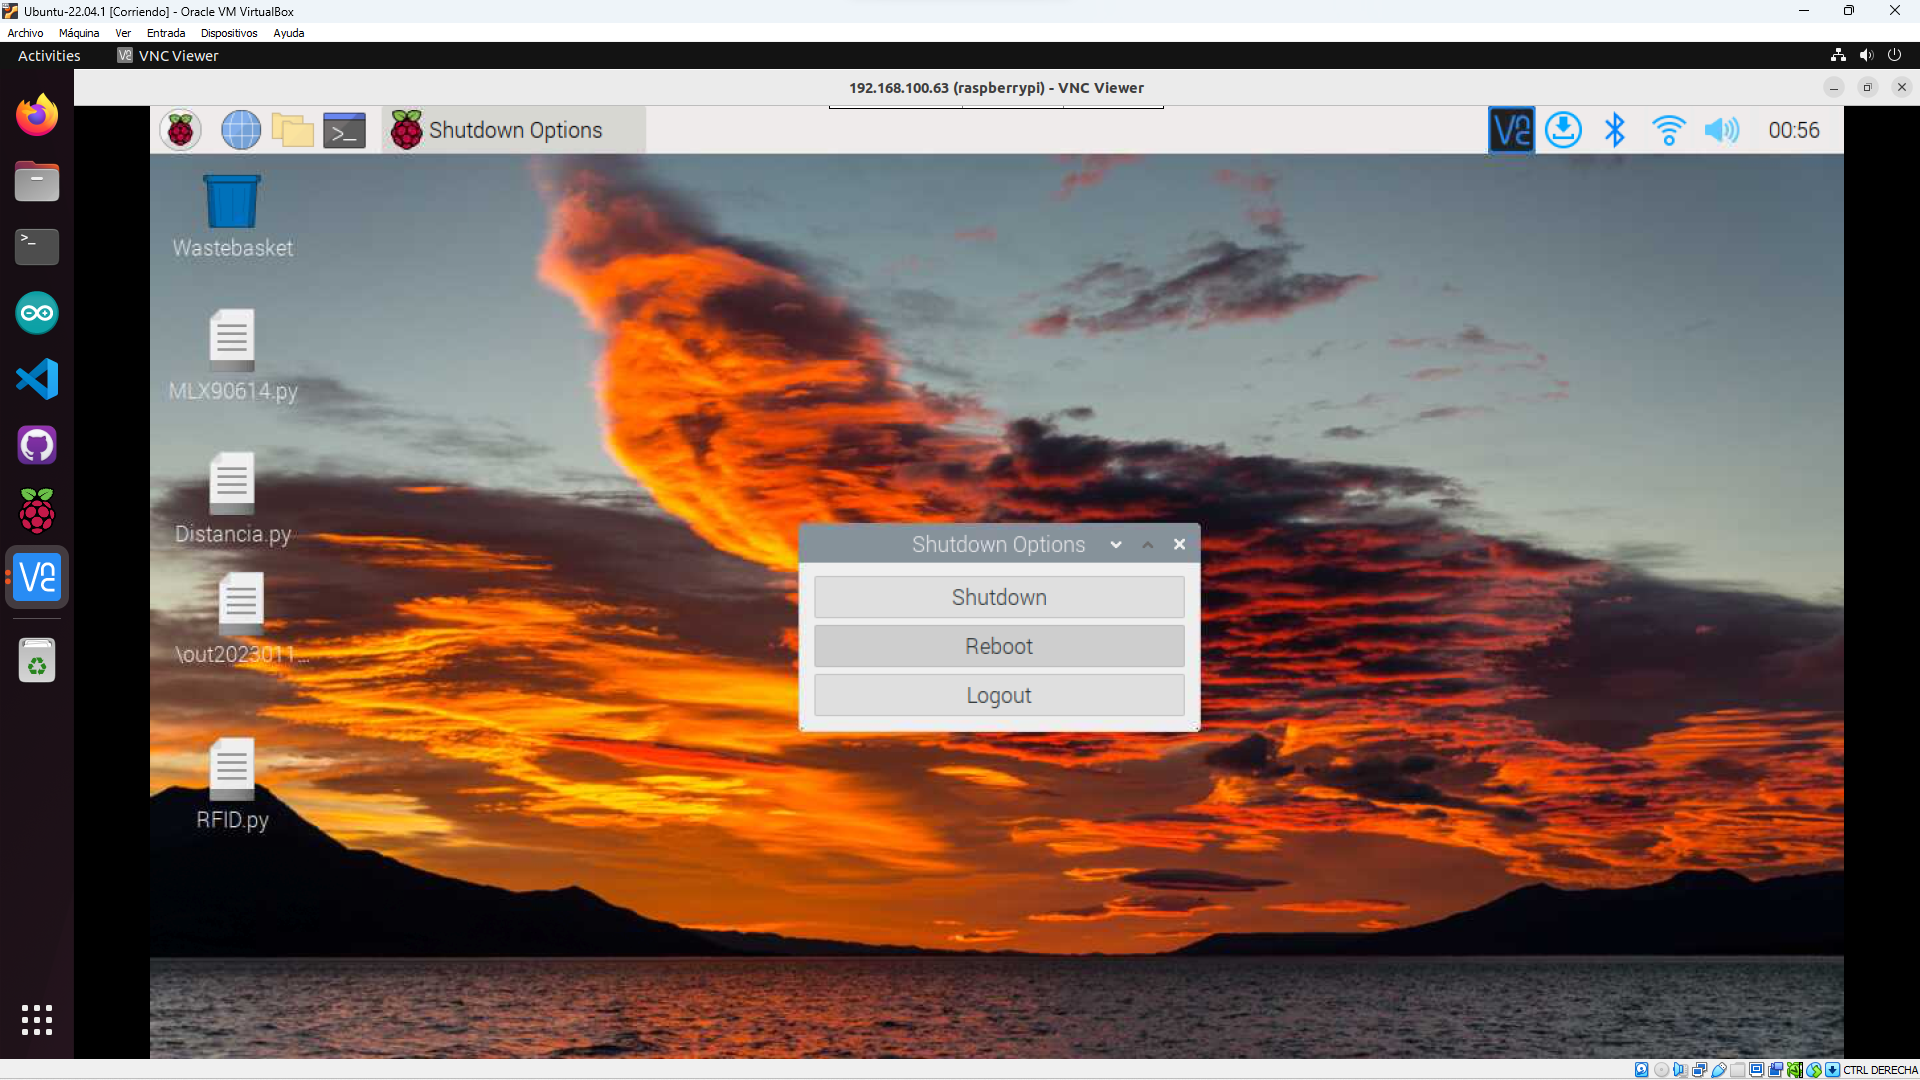 Ubuntu-22.04.1 [Corriendo] - Oracle VM VirtualBox
Archivo Máquina Ver Entrada Dispositivos Ayuda
Activities VNC Viewer
192.168.100.63 (raspberrypi) - VNC Viewer
Shutdown Options
00:56
Wastebasket
MLX90614.py
Distancia.py
\out2023011...
RFID.py
Shutdown Options
Shutdown
Reboot
Logout
CTRL DERECHA